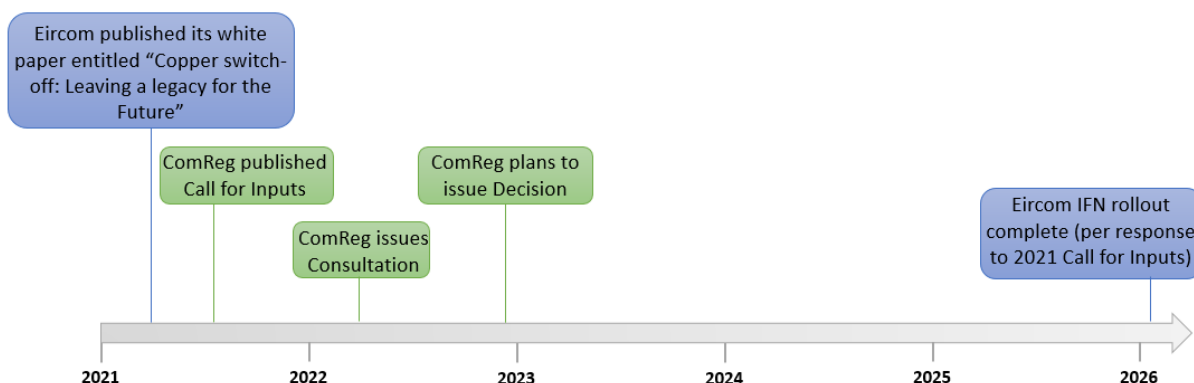 Eircom published its white
paper entitled “Copper switch-
off: Leaving a legacy for the
Future”
ComReg published
Call for Inputs
ComReg issues
Consultation
ComReg plans to
issue Decision
Eircom IFN rollout
complete (per response
to 2021 Call for Inputs)
2021
2022
2023
2024
2025
2026